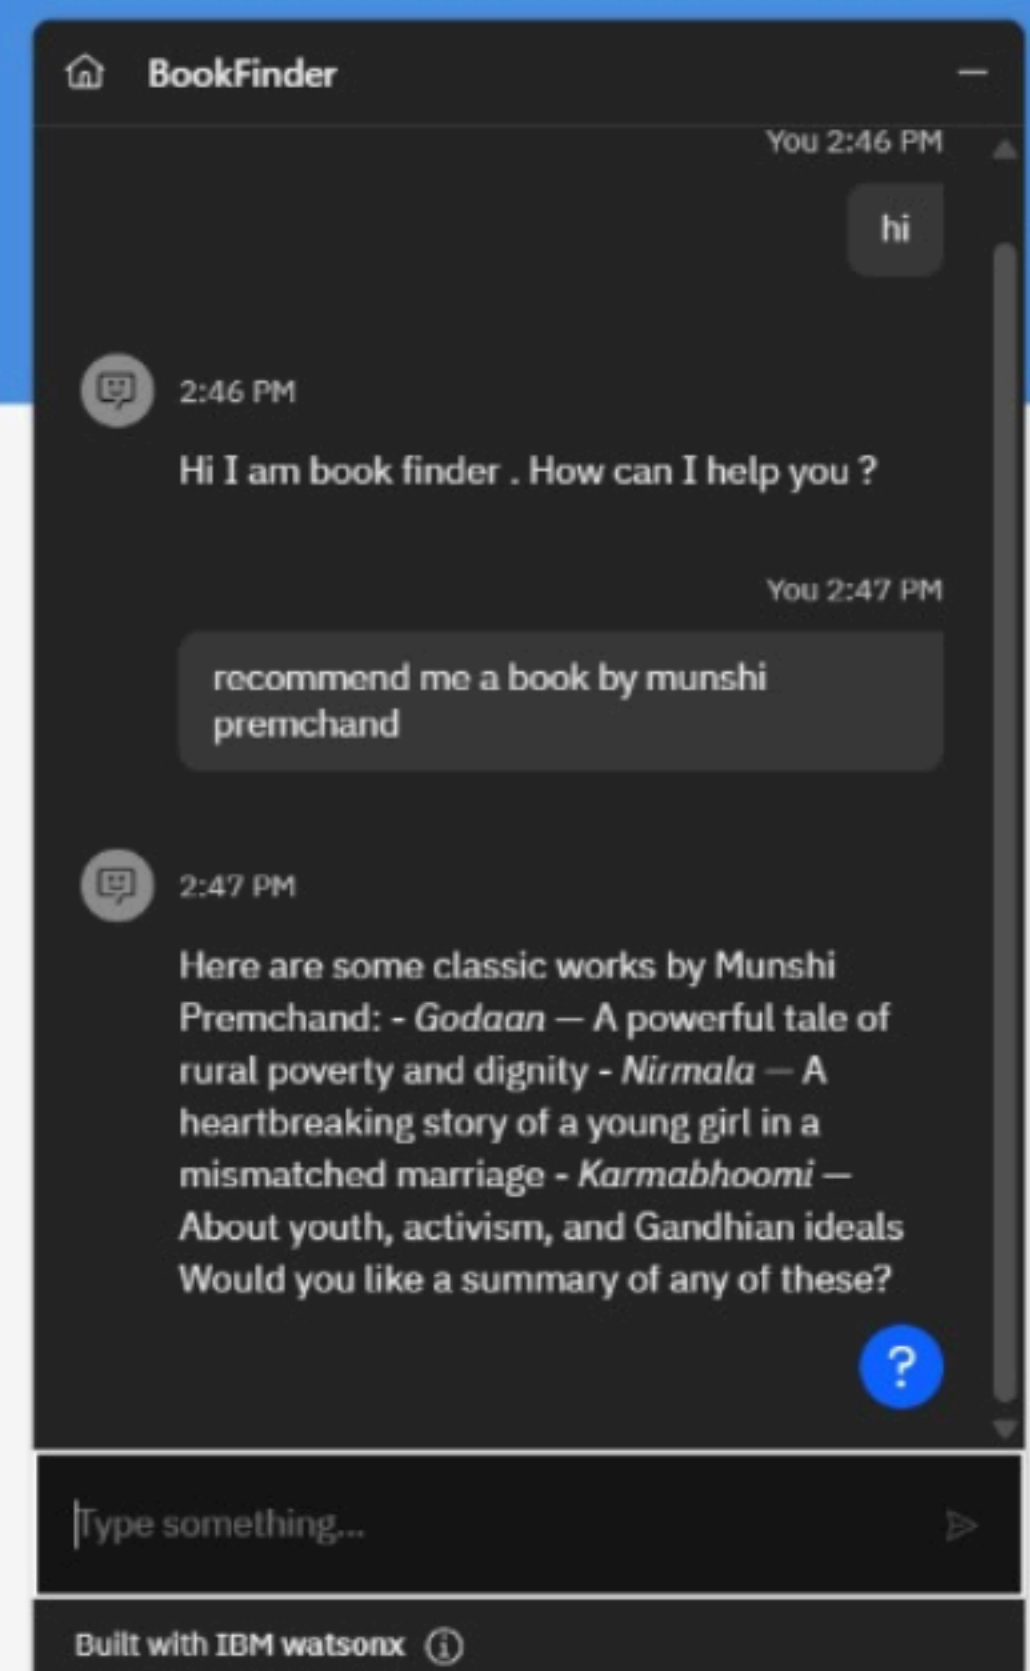 BookFinder
You 2:46 PM
hi
2:46 PM
Hi I am book finder . How can I help you ?
You 2:47 PM
recommend me a book by munshi
premchand
2:47 PM
Here are some classic works by Munshi
Premchand: - Godaan — A powerful tale of
rural poverty and dignity - Nirmala — A
heartbreaking story of a young girl in a
mismatched marriage - Karmabhoomi —
About youth, activism, and Gandhian ideals
Would you like a summary of any of these?
?
Type something...
Built with IBM watsonx